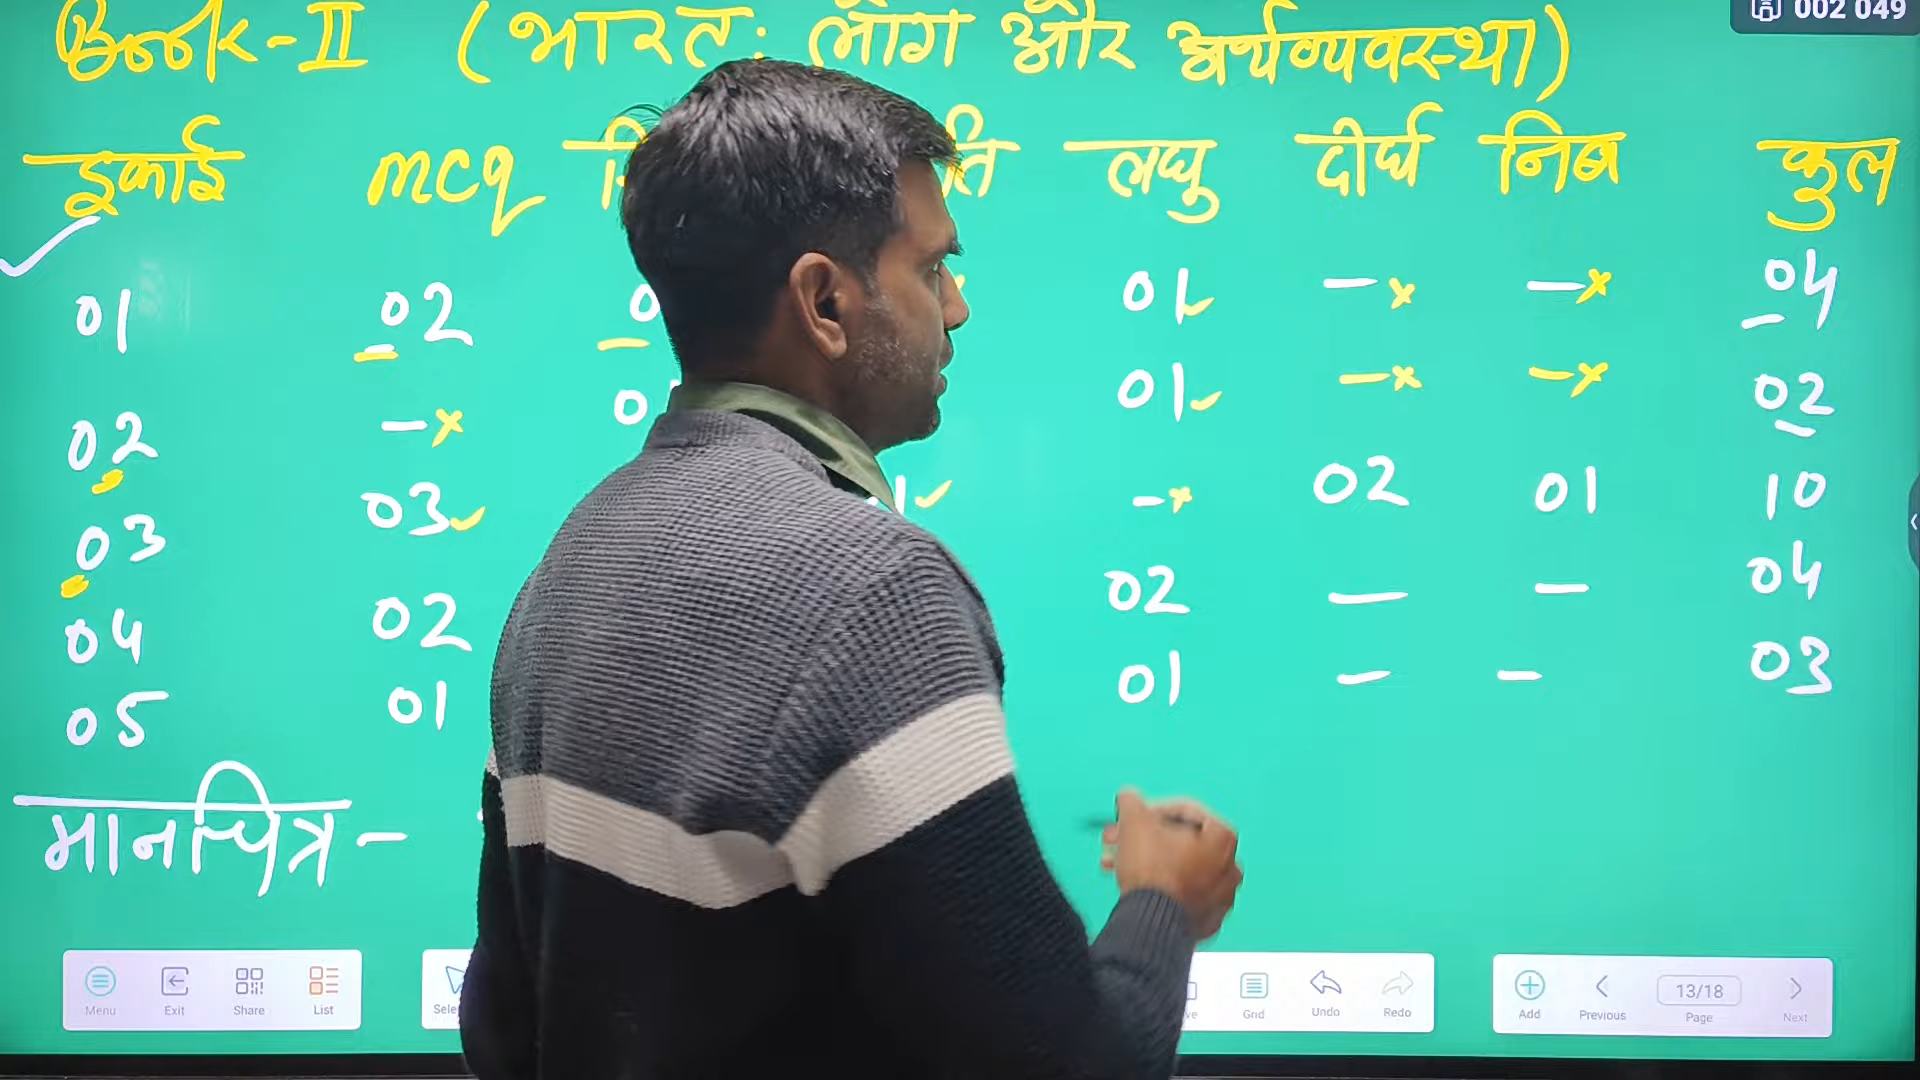 002 049
Book-II (भारत: लोग और अर्थव्यवस्था)
इकाई MCQ लघु दीर्घ निब कुल
01 02 01 - × - × 04
02 - × 01 - × - × 02
03 03 - × 02 01 10
04 02 02 - - 04
05 01 01 - - 03
मानचित्र -
Menu Exit Share List Grid Undo Redo Add Previous 13/18 Page Next